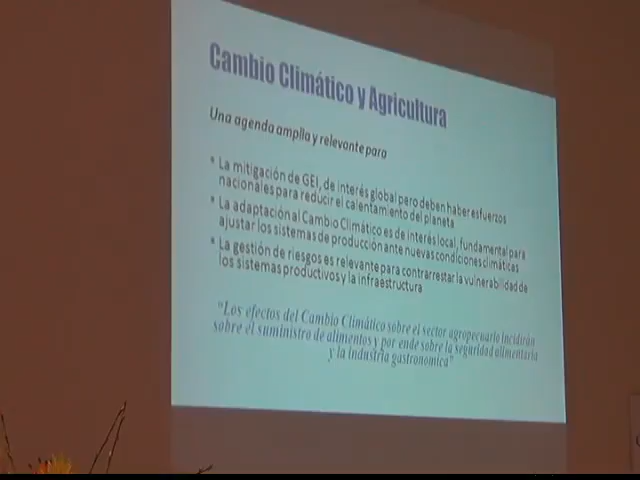 Cambio Climático y Agricultura
Una agenda amplia y relevante para
• La mitigación de GEI, de interés global pero deben haber esfuerzos
nacionales para reducir el calentamiento del planeta
• La adaptación al Cambio Climático es de interés local, fundamental para
ajustar los sistemas de producción ante nuevas condiciones climáticas
• La gestión de riesgos es relevante para contrarrestar la vulnerabilidad de
los sistemas productivos y la infraestructura
"Los efectos del Cambio Climático sobre el sector agropecuario incidirán
sobre el suministro de alimentos y por ende sobre la seguridad alimentaria
y la industria gastronomica"